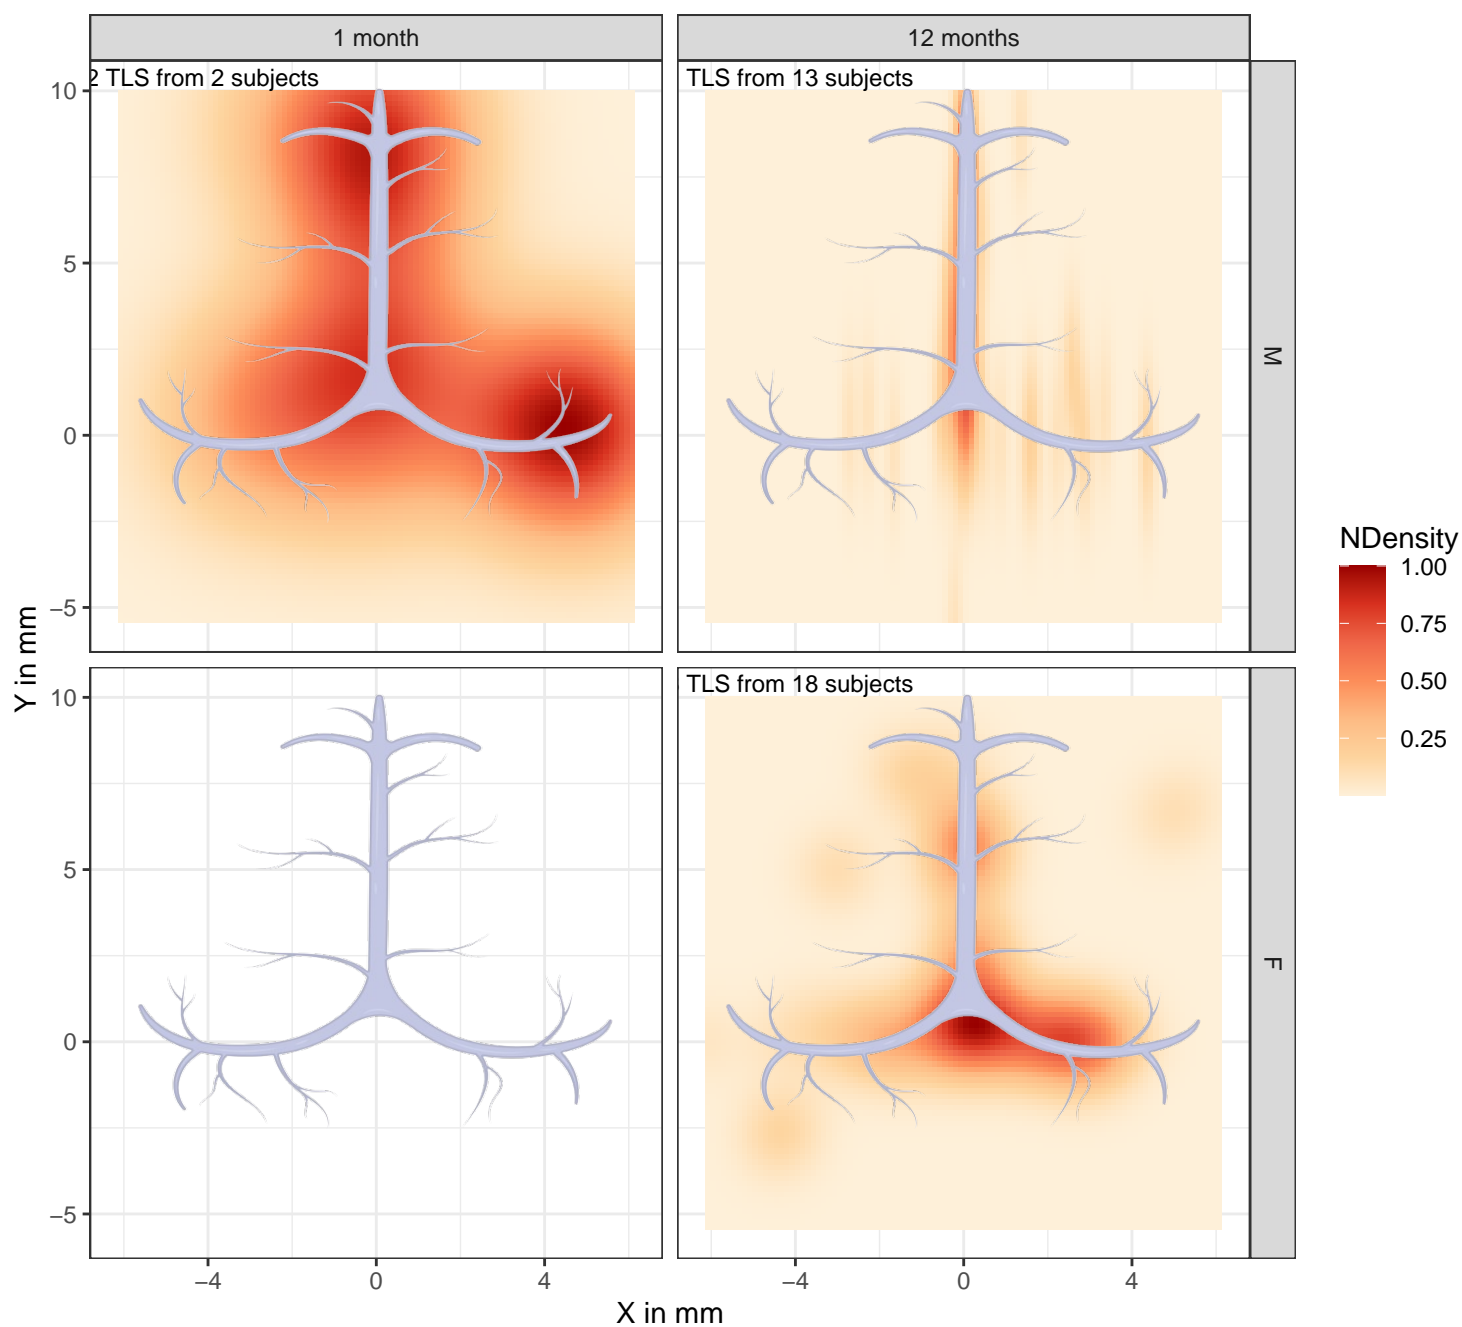 1 month
12 months
2 TLS from 2 subjects
TLS from 13 subjects
10
5
0
−5
M
TLS from 18 subjects
10
5
0
−5
F
−4
0
4
−4
0
4
X in mm
Y in mm
NDensity
1.00
0.75
0.50
0.25